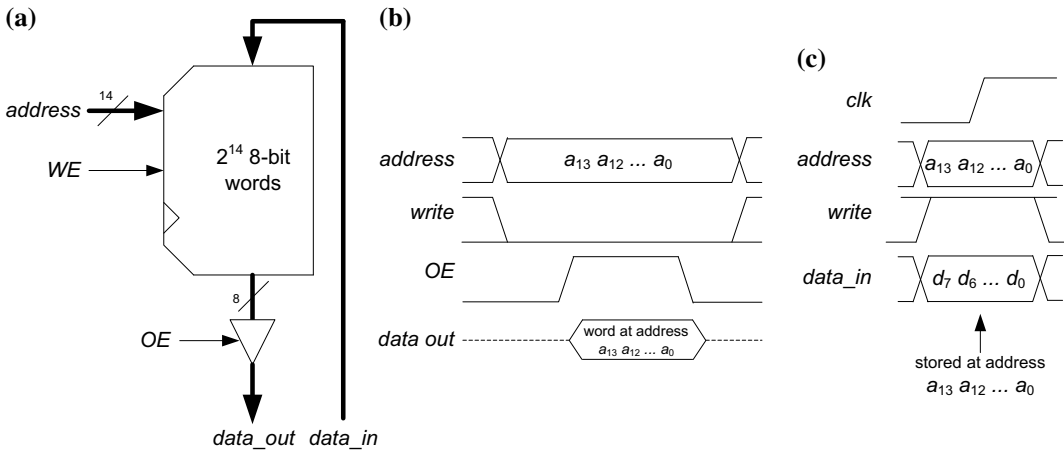 (a)
address
14
WE
2¹⁴ 8-bit
words
8
OE
data_out
data_in
(b)
address
a₁₃ a₁₂ ... a₀
write
OE
data out
word at address
a₁₃ a₁₂ ... a₀
(c)
clk
address
a₁₃ a₁₂ ... a₀
write
data_in
d₇ d₆ ... d₀
stored at address
a₁₃ a₁₂ ... a₀